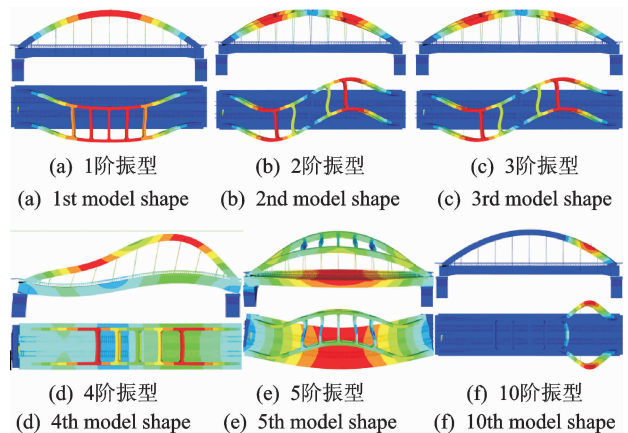 (a) 1阶振型 (b) 2阶振型 (c) 3阶振型
(a) 1st model shape (b) 2nd model shape (c) 3rd model shape
(d) 4阶振型 (e) 5阶振型 (f) 10阶振型
(d) 4th model shape (e) 5th model shape (f) 10th model shape